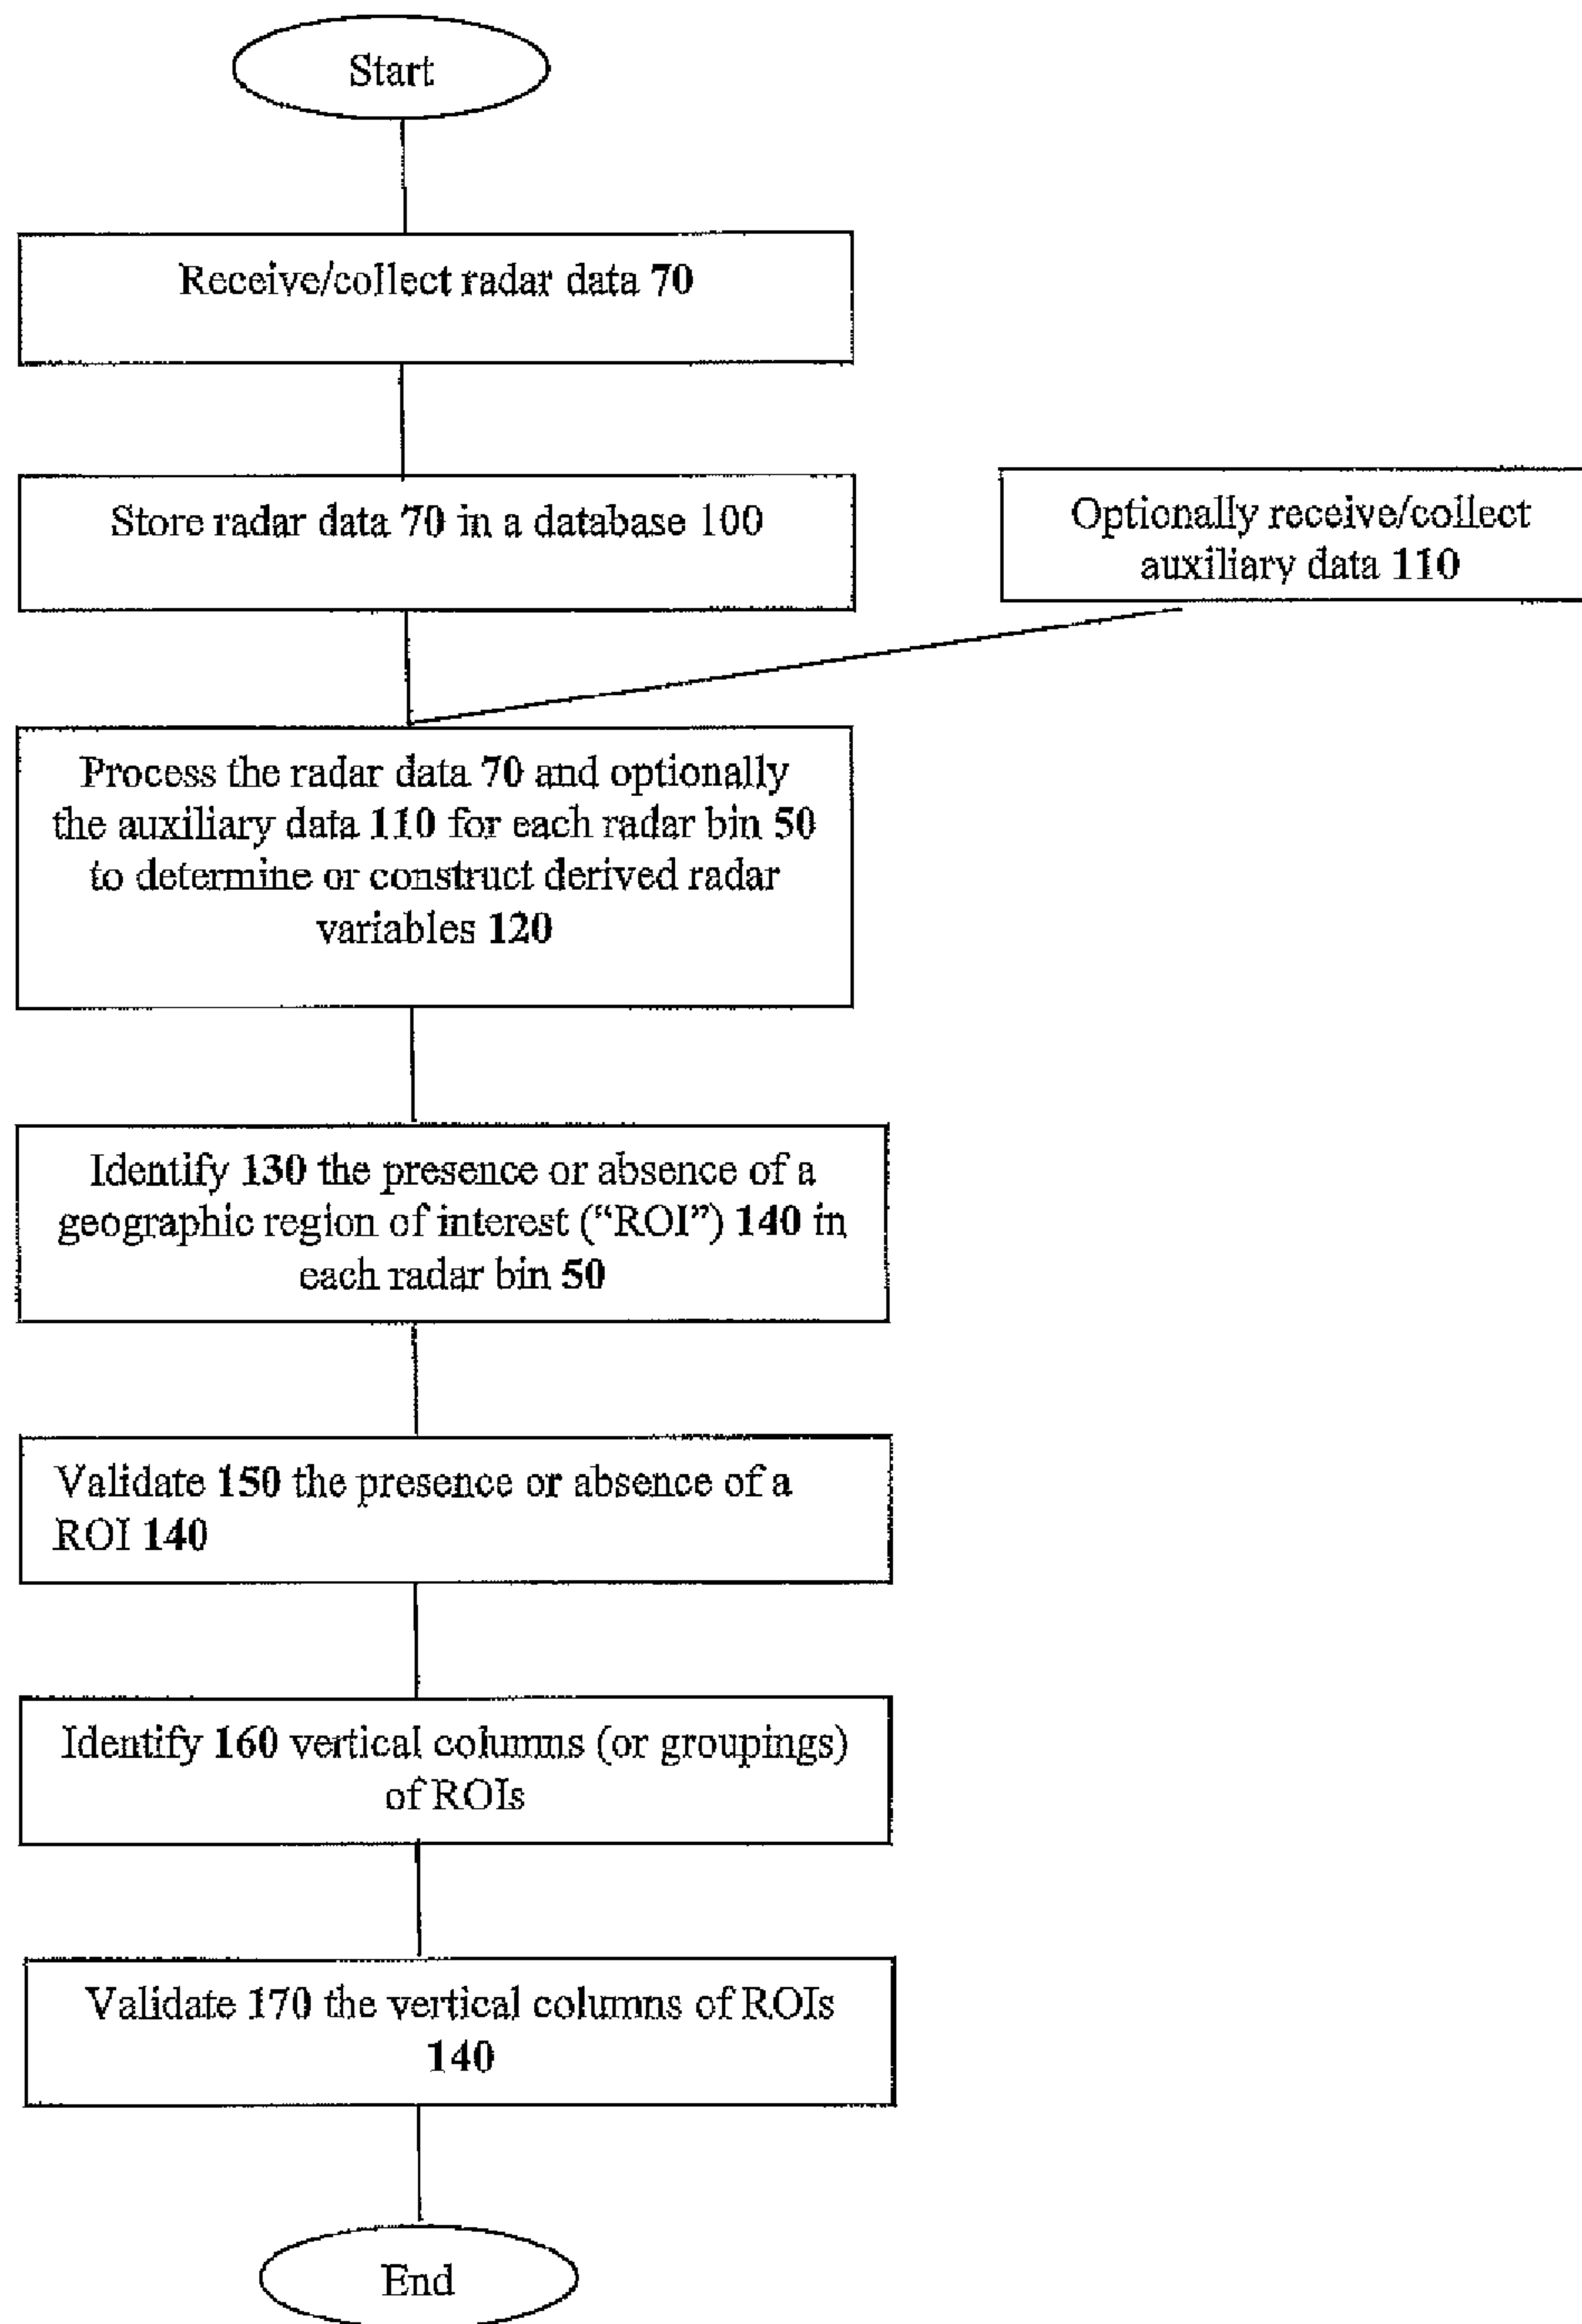 Start
Receive/collect radar data 70
Store radar data 70 in a database 100
Optionally receive/collect
auxiliary data 110
Process the radar data 70 and optionally
the auxiliary data 110 for each radar bin 50
to determine or construct derived radar
variables 120
Identify 130 the presence or absence of a
geographic region of interest (“ROI”) 140 in
each radar bin 50
Validate 150 the presence or absence of a
ROI 140
Identify 160 vertical columns (or groupings)
of ROIs
Validate 170 the vertical columns of ROIs
140
End